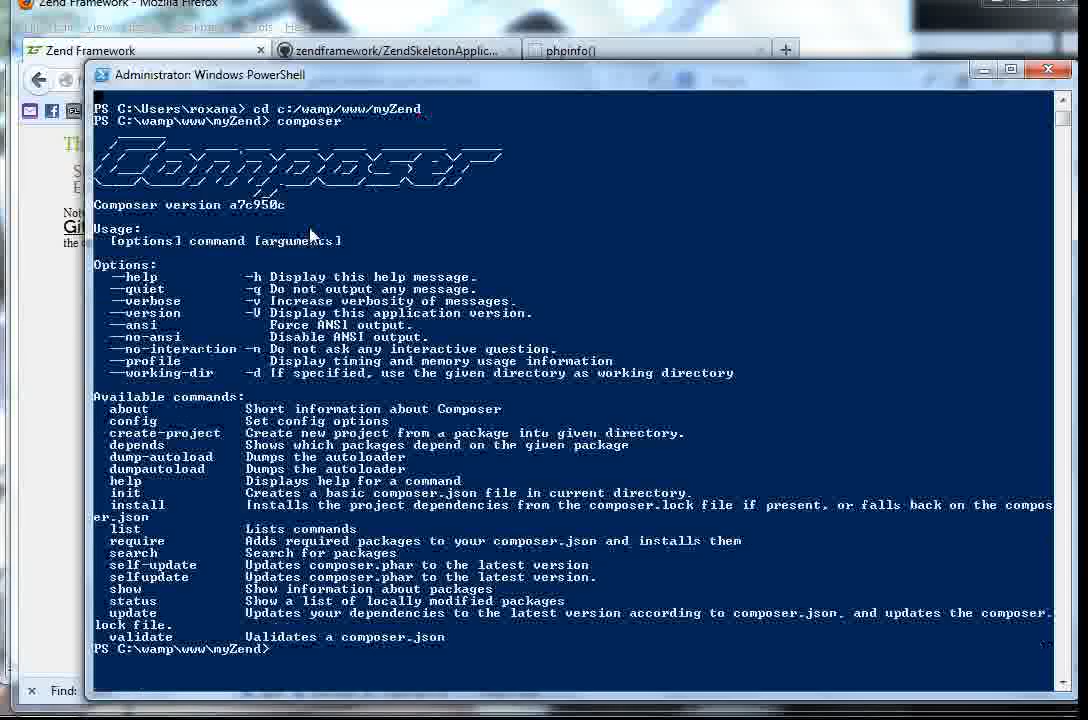 Zend Framework - Mozilla Firefox
Help
Zend Framework
zendframework/ZendSkeletonApplic...
phpinfo()
Administrator: Windows PowerShell
PS C:\Users\roxana> cd c:/wamp/www/myZend
PS C:\wamp\www\myZend> composer
Composer
Composer version a7c950c
Usage:
[options] command [arguments]
Options:
--help -h Display this help message.
--quiet -q Do not output any message.
--verbose -v Increase verbosity of messages.
--version -V Display this application version.
--ansi Force ANSI output.
--no-ansi Disable ANSI output.
--no-interaction -n Do not ask any interactive question.
--profile Display timing and memory usage information
--working-dir -d If specified, use the given directory as working directory
Available commands:
about Short information about Composer
config Set config options
create-project Create new project from a package into given directory.
depends Shows which packages depend on the given package
dump-autoload Dumps the autoloader
dumpautoload Dumps the autoloader
help Displays help for a command
init Creates a basic composer.json file in current directory.
install Installs the project dependencies from the composer.lock file if present, or falls back on the compos
er.json
list Lists commands
require Adds required packages to your composer.json and installs them
search Search for packages
self-update Updates composer.phar to the latest version
selfupdate Updates composer.phar to the latest version.
show Show information about packages
status Show a list of locally modified packages
update Updates your dependencies to the latest version according to composer.json, and updates the composer.
lock file.
validate Validates a composer.json
PS C:\wamp\www\myZend>
Find: